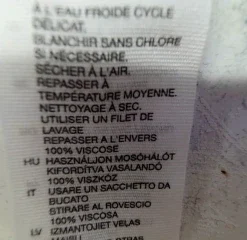 À L'EAU FROIDE CYCLE
DÉLICAT.
BLANCHIR SANS CHLORE
SI NÉCESSAIRE.
SÉCHER À L'AIR.
REPASSER À
TEMPÉRATURE MOYENNE.
NETTOYAGE À SEC.
UTILISER UN FILET DE
LAVAGE
REPASSER A L'ENVERS
100% VISCOSE
HU HASZNÁLJON MOSÓHÁLÓT
KIFORDÍTVA VASALANDÓ
100% VISZKÓZ
IT USARE UN SACCHETTO DA
BUCATO
STIRARE AL ROVESCIO
100% VISCOSA
LV IZMANTOJIET VEĻAS